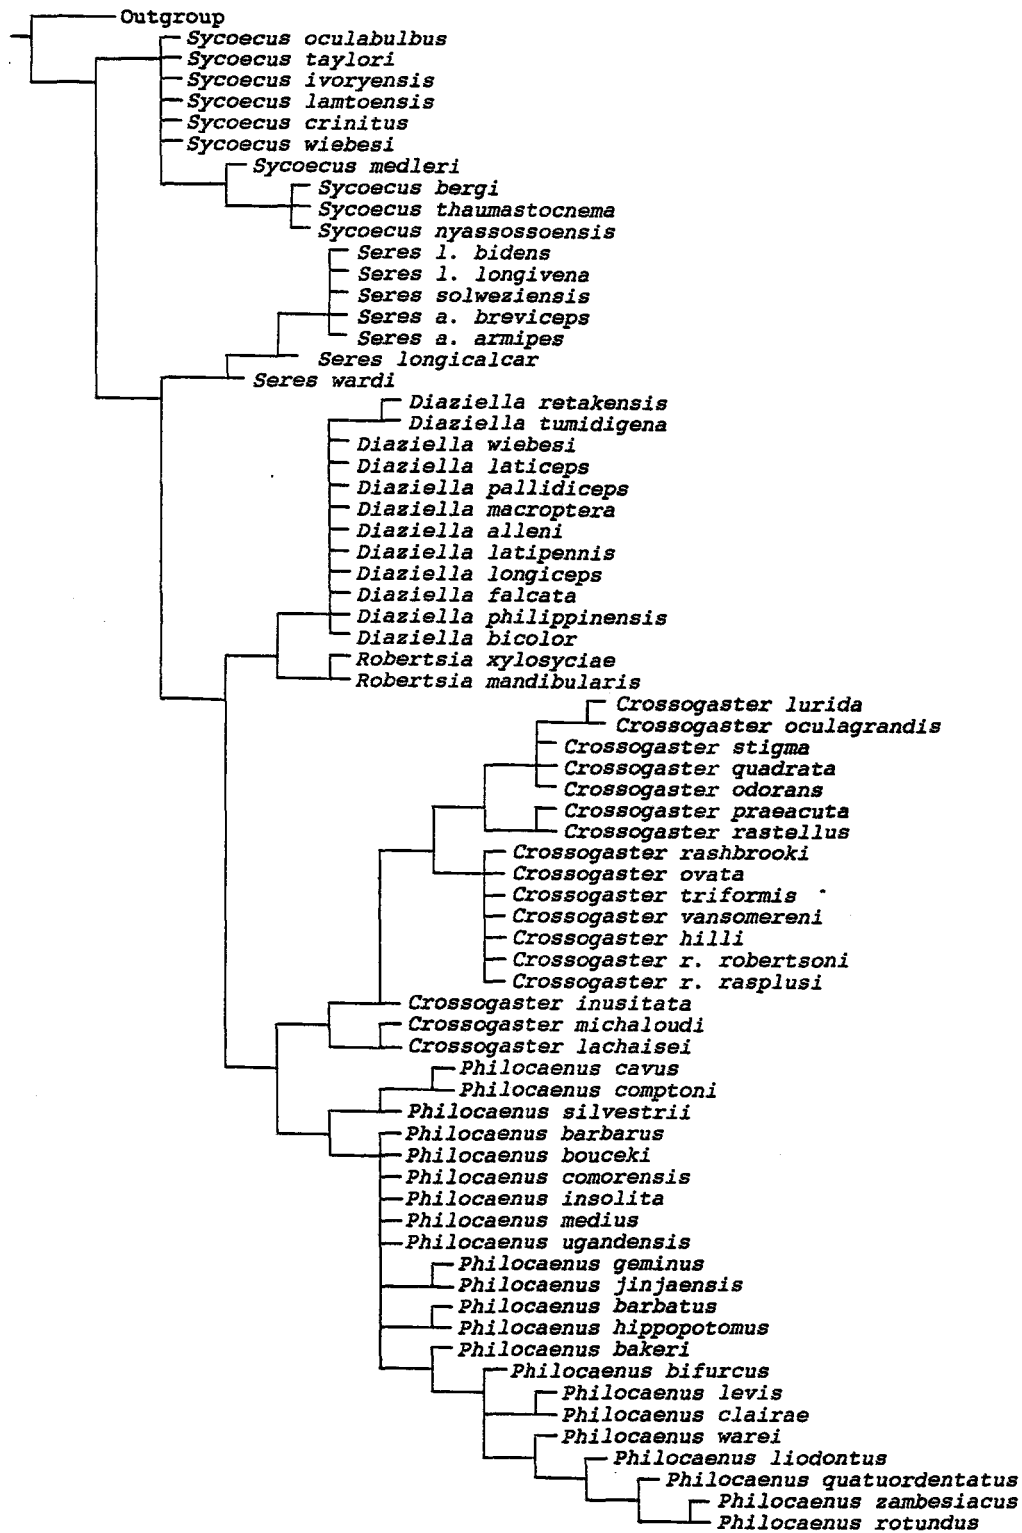 Outgroup
Sycoecus oculabulbus
Sycoecus taylori
Sycoecus ivoryensis
Sycoecus lamtoensis
Sycoecus crinitus
Sycoecus wiebesi
Sycoecus medleri
Sycoecus bergi
Sycoecus thaumastocnema
Sycoecus nyassossoensis
Seres l. bidens
Seres l. longivena
Seres solweziensis
Seres a. breviceps
Seres a. armipes
Seres longicalcar
Seres wardi
Diaziella retakensis
Diaziella tumidigena
Diaziella wiebesi
Diaziella laticeps
Diaziella pallidiceps
Diaziella macroptera
Diaziella alleni
Diaziella latipennis
Diaziella longiceps
Diaziella falcata
Diaziella philippinensis
Diaziella bicolor
Robertsia xylosyciae
Robertsia mandibularis
Crossogaster lurida
Crossogaster oculagrandis
Crossogaster stigma
Crossogaster quadrata
Crossogaster odorans
Crossogaster praeacuta
Crossogaster rastellus
Crossogaster rashbrooki
Crossogaster ovata
Crossogaster triformis
Crossogaster vansomereni
Crossogaster hilli
Crossogaster r. robertsoni
Crossogaster r. rasplusi
Crossogaster inusitata
Crossogaster michaloudi
Crossogaster lachaisei
Philocaenus cavus
Philocaenus comptoni
Philocaenus silvestrii
Philocaenus barbarus
Philocaenus bouceki
Philocaenus comorensis
Philocaenus insolita
Philocaenus medius
Philocaenus ugandensis
Philocaenus geminus
Philocaenus jinjaensis
Philocaenus barbatus
Philocaenus hippopotomus
Philocaenus bakeri
Philocaenus bifurcus
Philocaenus levis
Philocaenus clairae
Philocaenus warei
Philocaenus liodontus
Philocaenus quatuordentatus
Philocaenus zambesiacus
Philocaenus rotundus